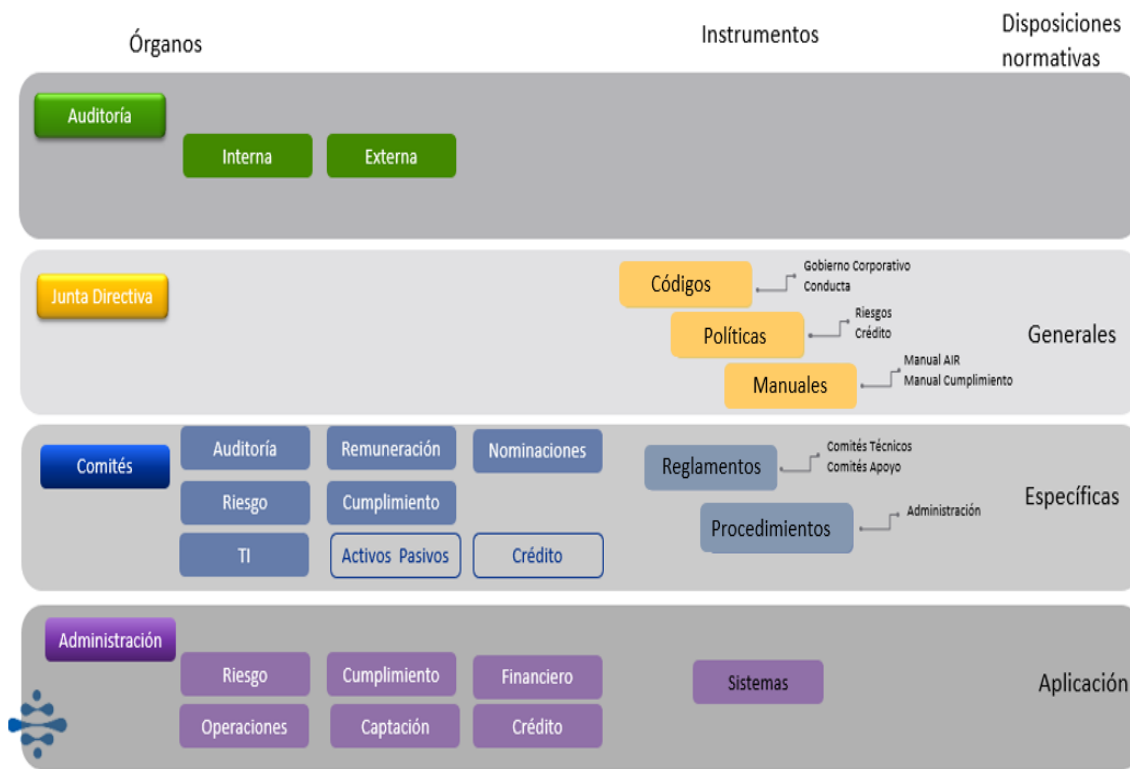 Órganos
Instrumentos
Disposiciones
normativas
Auditoría
Interna
Externa
Junta Directiva
Códigos
Gobierno Corporativo
Conducta
Políticas
Riesgos
Crédito
Generales
Manuales
Manual AIR
Manual Cumplimiento
Comités
Auditoría
Remuneración
Nominaciones
Riesgo
Cumplimiento
TI
Activos Pasivos
Crédito
Reglamentos
Comités Técnicos
Comités Apoyo
Procedimientos
Administración
Específicas
Administración
Riesgo
Cumplimiento
Financiero
Operaciones
Captación
Crédito
Sistemas
Aplicación